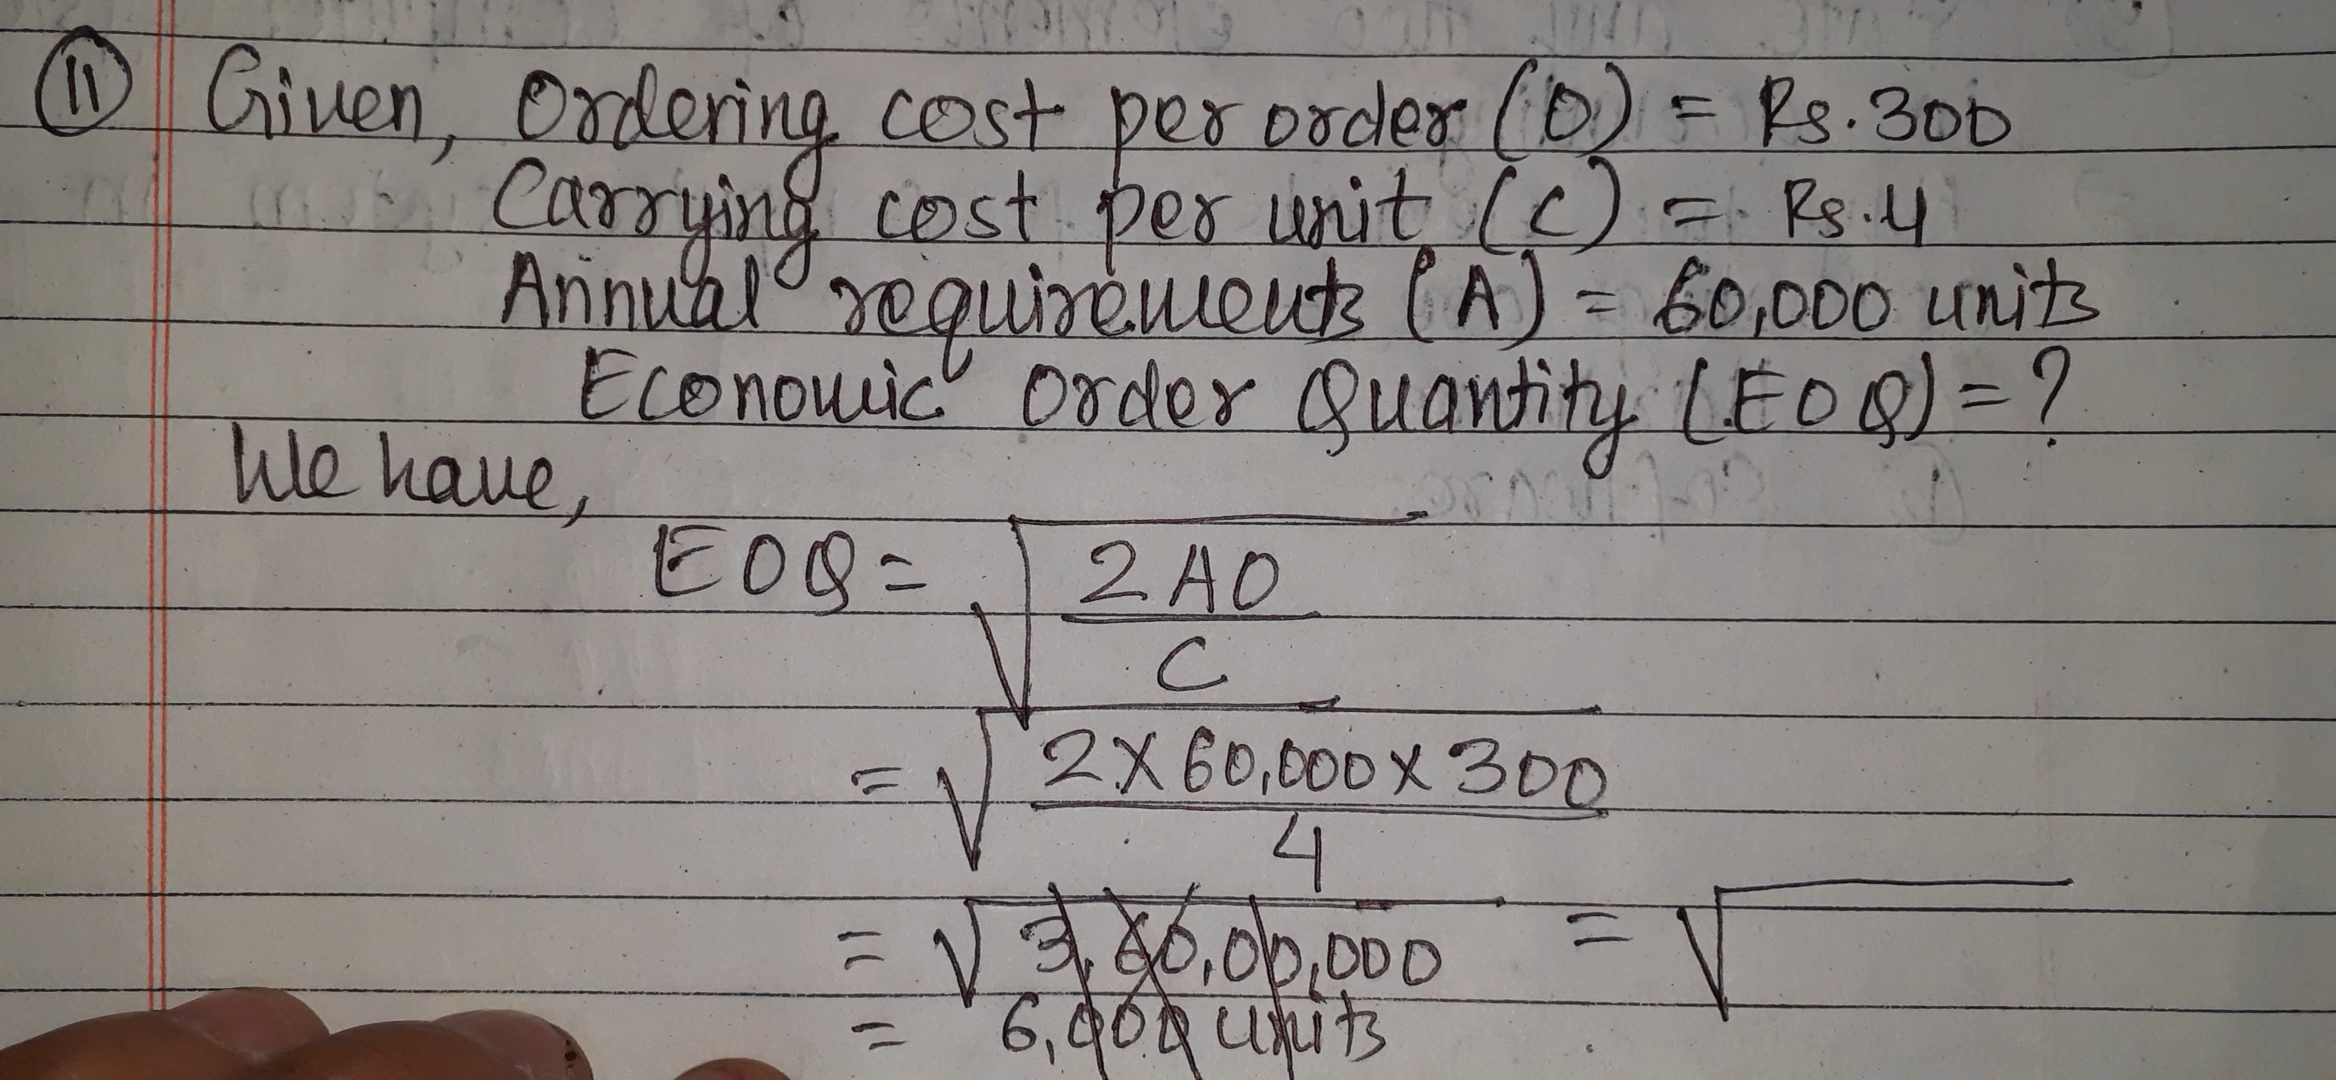 11 Given, Ordering cost per order (O) = Rs. 300
Carrying cost per unit (C) = Rs. 4
Annual requirements (A) = 60,000 units
Economic Order Quantity (EOQ) = ?
We have,
EOQ = √(2AO / C)
= √(2 × 60,000 × 300 / 4)
= √3,60,00,000 = √
= 6,000 units